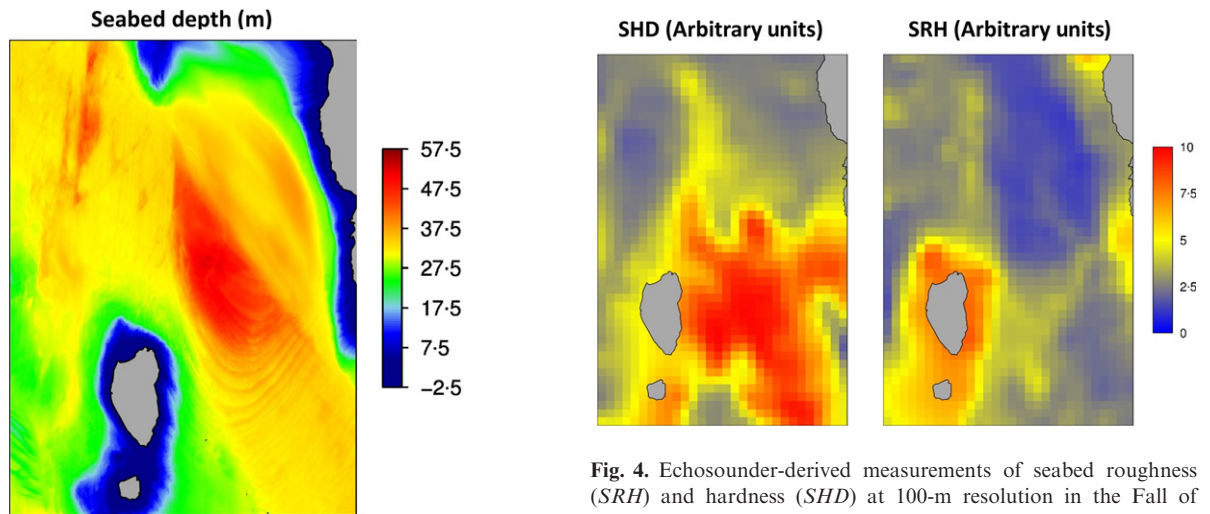 Seabed depth (m)
57·5
47·5
37·5
27·5
17·5
7·5
−2·5
SHD (Arbitrary units)
SRH (Arbitrary units)
10
7·5
5
2·5
0
Fig. 4. Echosounder-derived measurements of seabed roughness
(SRH) and hardness (SHD) at 100-m resolution in the Fall of